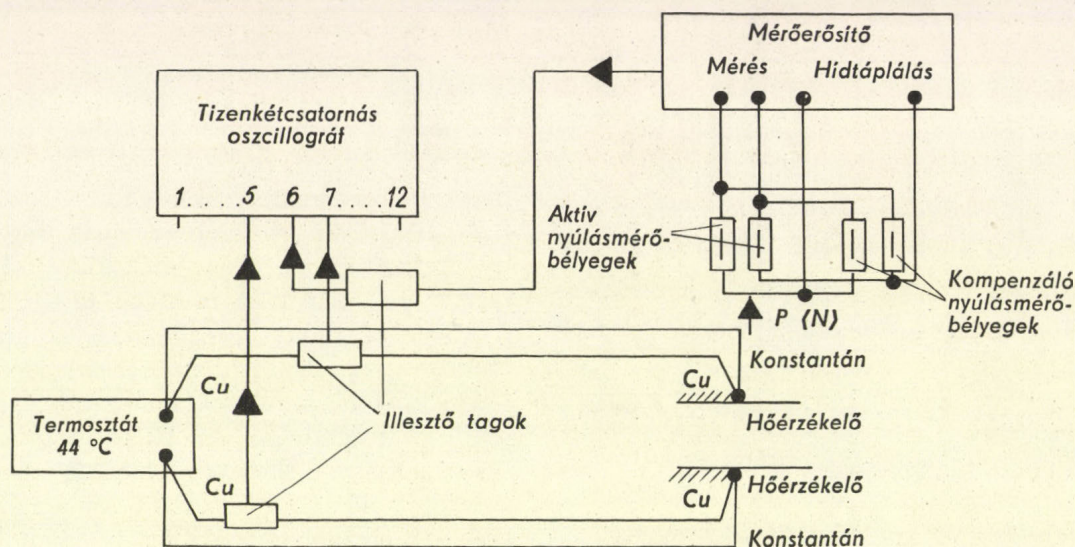 Mérőerősítő
Mérés Hidtáplálás
Tizenkétcsatornás
oszcillográf
1. . 5 6 7. . . . . 12
Aktív
nyúlásmérő-
bélyegek
Kompenzáló
nyúlásmérő-
bélyegek
P (N)
Konstantán
Cu
Cu
Hőérzékelő
Termosztát
44 °C
Illesztő tagok
Cu
Cu
Hőérzékelő
Konstantán